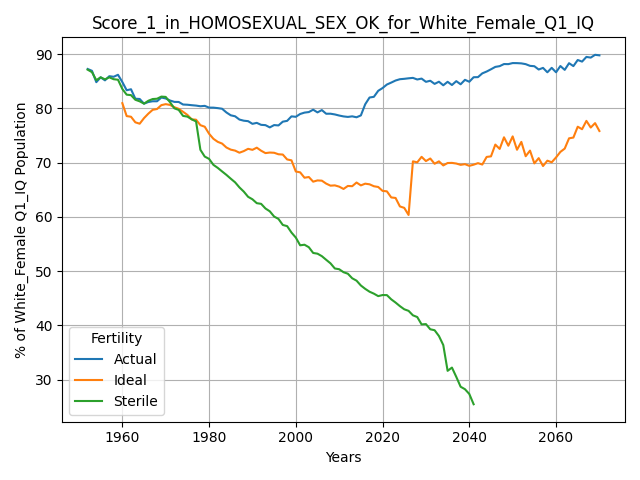 Score_1_in_HOMOSEXUAL_SEX_OK_for_White_Female_Q1_IQ
% of White_Female Q1_IQ Population
90
80
70
60
50
40
30
Fertility
Actual
Ideal
Sterile
1960 1980 2000 2020 2040 2060
Years